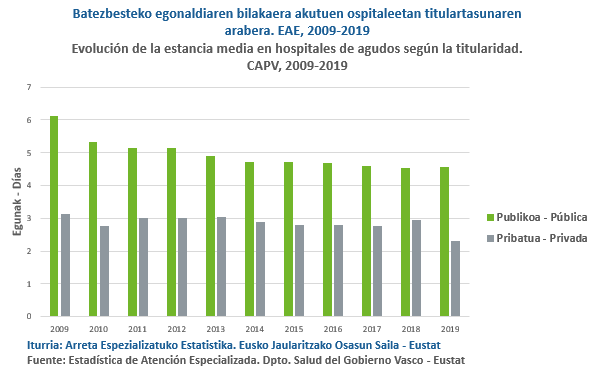 Batezbesteko egonaldiaren bilakaera akutuen ospitaleetan titulartasunaren
arabera. EAE, 2009-2019
Evolución de la estancia media en hospitales de agudos según la titularidad.
CAPV, 2009-2019
Egunak - Días
7
6
5
4
3
2
1
0
2009 2010 2011 2012 2013 2014 2015 2016 2017 2018 2019
Publikoa - Pública
Pribatua - Privada
Iturria: Arreta Espezializatuko Estatistika. Eusko Jaularitzako Osasun Saila - Eustat
Fuente: Estadística de Atención Especializada. Dpto. Salud del Gobierno Vasco - Eustat